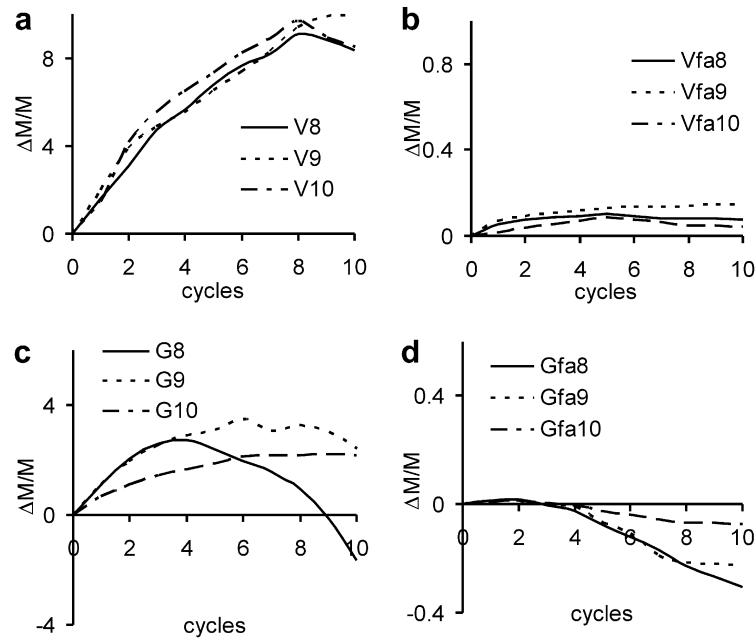 a
ΔM/M
8
4
0
V8
V9
V10
0 2 4 6 8 10
cycles
b
ΔM/M
0.8
0.4
0
Vfa8
Vfa9
Vfa10
0 2 4 6 8 10
cycles
c
ΔM/M
4
0
-4
G8
G9
G10
0 2 4 6 8 10
cycles
d
ΔM/M
0.4
0
-0.4
Gfa8
Gfa9
Gfa10
0 2 4 6 8 10
cycles